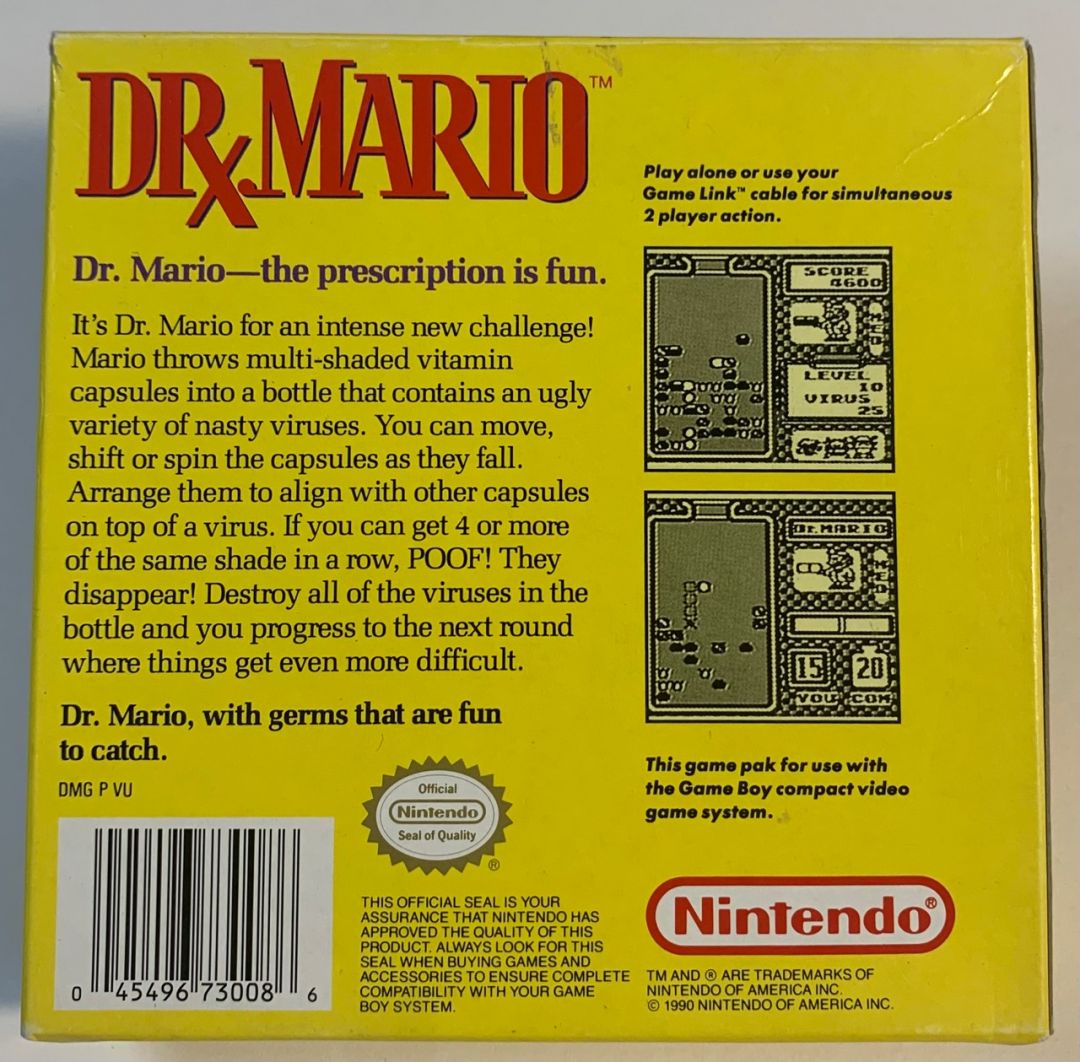 DR. MARIO™
Dr. Mario—the prescription is fun.
It's Dr. Mario for an intense new challenge!
Mario throws multi-shaded vitamin
capsules into a bottle that contains an ugly
variety of nasty viruses. You can move,
shift or spin the capsules as they fall.
Arrange them to align with other capsules
on top of a virus. If you can get 4 or more
of the same shade in a row, POOF! They
disappear! Destroy all of the viruses in the
bottle and you progress to the next round
where things get even more difficult.
Dr. Mario, with germs that are fun
to catch.
DMG P VU
0 45496 73008 6
Official
Nintendo
Seal of Quality
®
THIS OFFICIAL SEAL IS YOUR
ASSURANCE THAT NINTENDO HAS
APPROVED THE QUALITY OF THIS
PRODUCT. ALWAYS LOOK FOR THIS
SEAL WHEN BUYING GAMES AND
ACCESSORIES TO ENSURE COMPLETE
COMPATIBILITY WITH YOUR GAME
BOY SYSTEM.
Play alone or use your
Game Link™ cable for simultaneous
2 player action.
SCORE
4600
LEVEL
10
VIRUS
25
Dr. MARIO
15 20
YOU COM
This game pak for use with
the Game Boy compact video
game system.
Nintendo®
TM AND ® ARE TRADEMARKS OF
NINTENDO OF AMERICA INC.
© 1990 NINTENDO OF AMERICA INC.